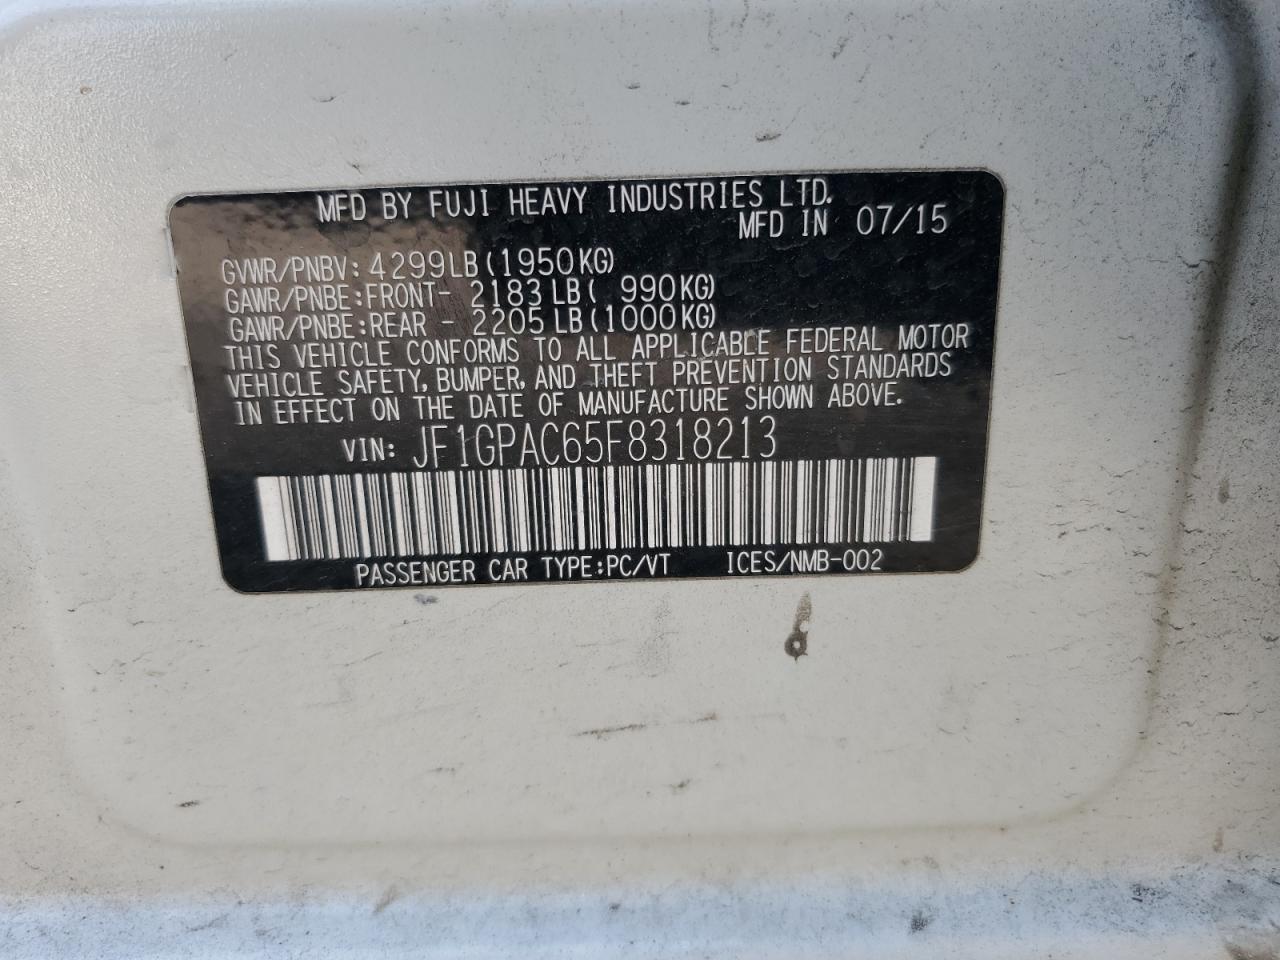 MFD BY FUJI HEAVY INDUSTRIES LTD.
MFD IN 07/15
GVWR/PNBV: 4299LB(1950KG)
GAWR/PNBE:FRONT- 2183LB( 990KG)
GAWR/PNBE:REAR - 2205LB(1000KG)
THIS VEHICLE CONFORMS TO ALL APPLICABLE FEDERAL MOTOR
VEHICLE SAFETY, BUMPER, AND THEFT PREVENTION STANDARDS
IN EFFECT ON THE DATE OF MANUFACTURE SHOWN ABOVE.
VIN: JF1GPAC65F8318213
PASSENGER CAR TYPE:PC/VT ICES/NMB-002